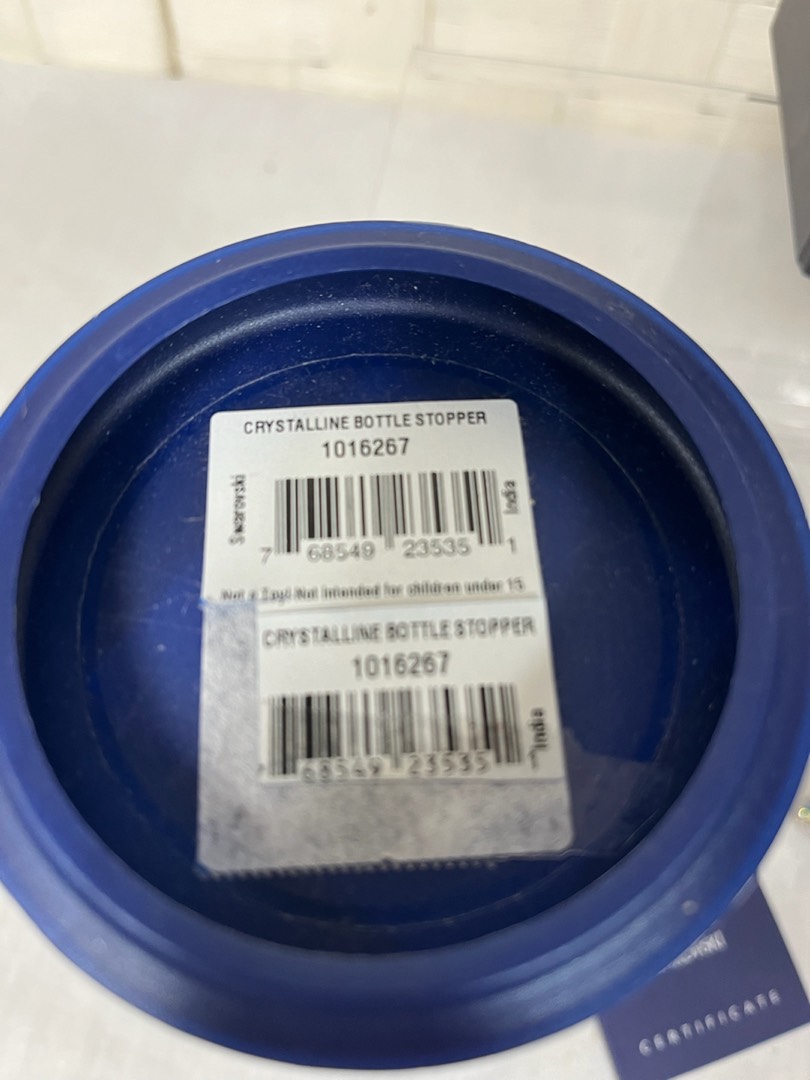 CRYSTALLINE BOTTLE STOPPER
1016267
Swarovski
India
7 68549 23535 1
Not a Toy! Not intended for children under 15.
CRYSTALLINE BOTTLE STOPPER
1016267
India
68549 23535
CERTIFICATE